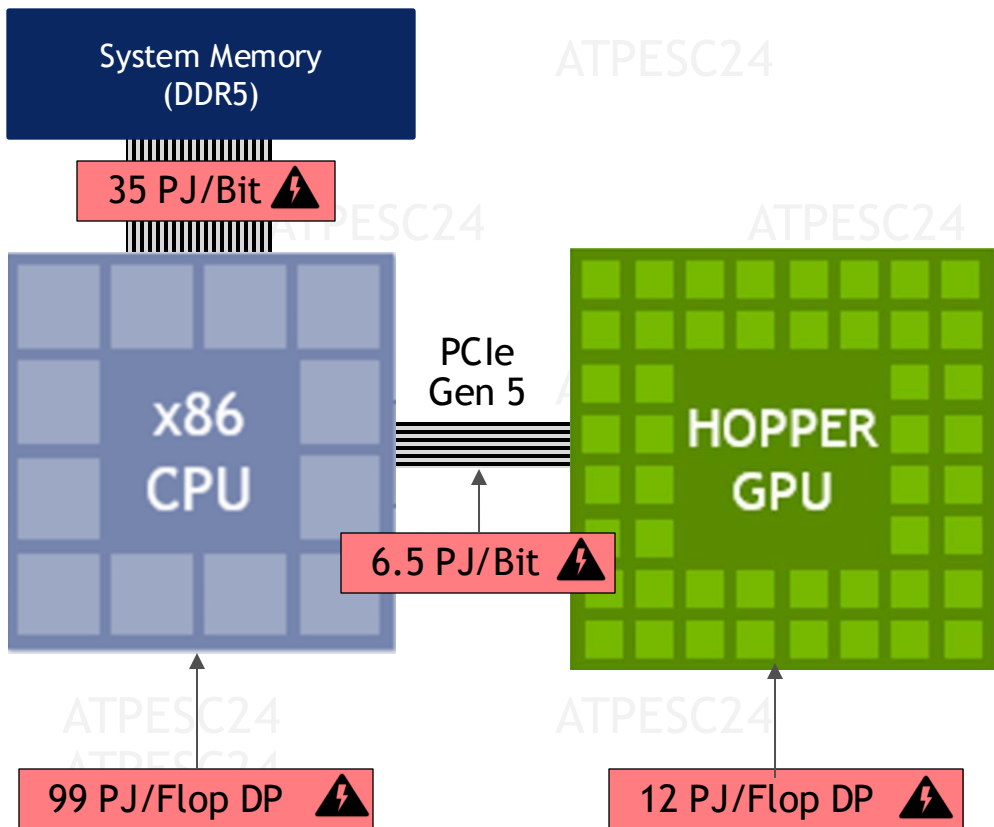 System Memory
(DDR5)
ATPESC24
35 PJ/Bit
ATPESC24
ATPESC24
PCIe
Gen 5
x86
CPU
HOPPER
GPU
6.5 PJ/Bit
ATPESC24
ATPESC24
ATPESC24
99 PJ/Flop DP
12 PJ/Flop DP